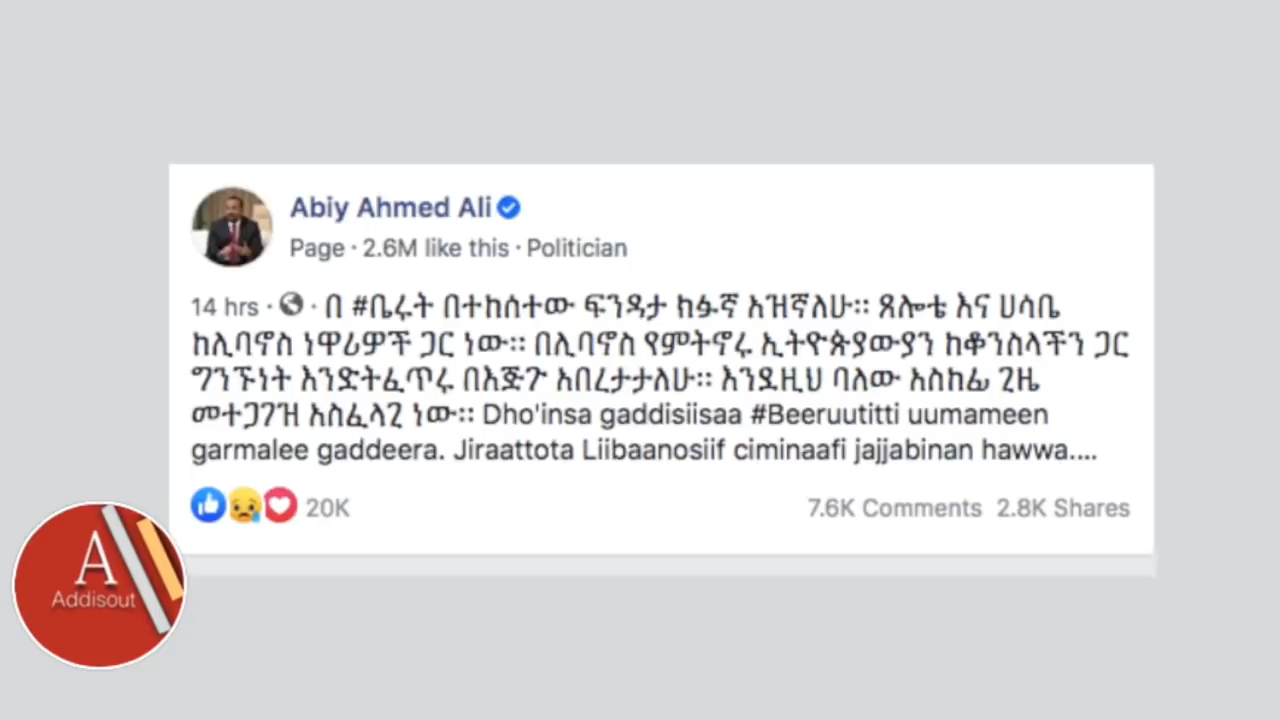 Abiy Ahmed Ali
Page · 2.6M like this · Politician
14 hrs · · በ #ቤሩት በተከሰተው ፍንዳታ ከፉኛ አዝኛለሁ። ጸሎቴ እና ሀሳቤ
ከሊባኖስ ነዋሪዎች ጋር ነው። በሊባኖስ የምትኖሩ ኢትዮጵያውያን ከቆንስላችን ጋር
ግንኙነት እንድትፈጥሩ በእጅጉ አበረታታለሁ። እንደዚህ ባለው አስከፊ ጊዜ
መተጋገዝ አስፈላጊ ነው። Dho'insa gaddisiisaa #Beeruutitti uumameen
garmalee gaddeera. Jiraattota Liibaanosiif ciminaafi jajjabinan hawwa....
20K
7.6K Comments 2.8K Shares
A
Addisout